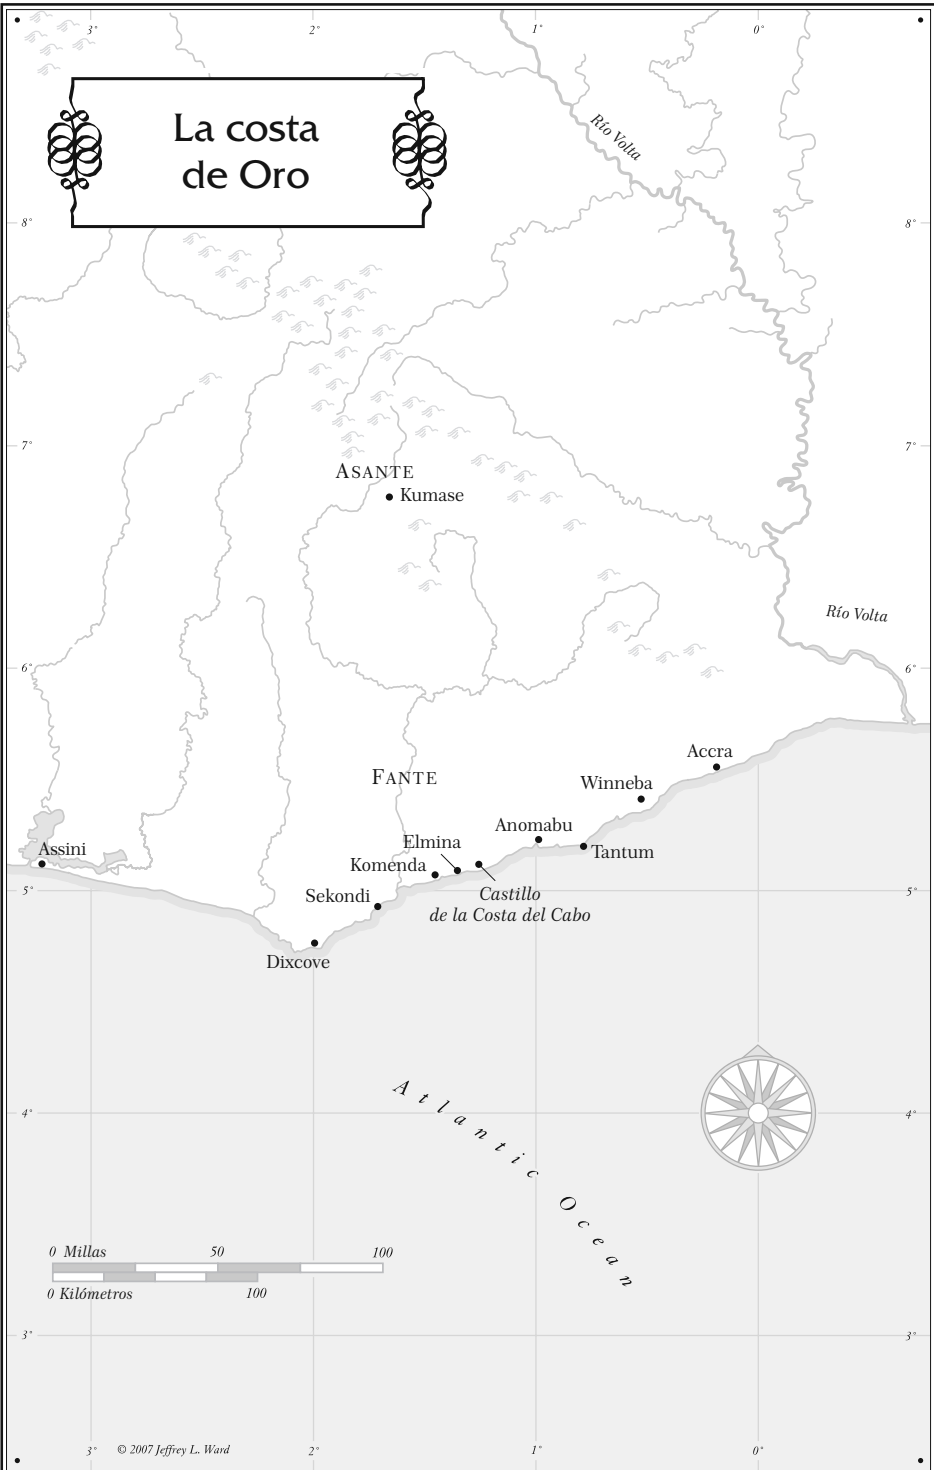 3°
2°
1°
0°
La costa
de Oro
Río Volta
8°
8°
7°
7°
ASANTE
Kumase
Río Volta
6°
6°
Accra
FANTE
Winneba
Anomabu
Elmina
Assini
Tantum
Komenda
5°
5°
Sekondi
Castillo
de la Costa del Cabo
Dixcove
Atlantic Ocean
4°
4°
0 Millas 50 100
0 Kilómetros 100
3°
3°
3°
© 2007 Jeffrey L. Ward
2°
1°
0°